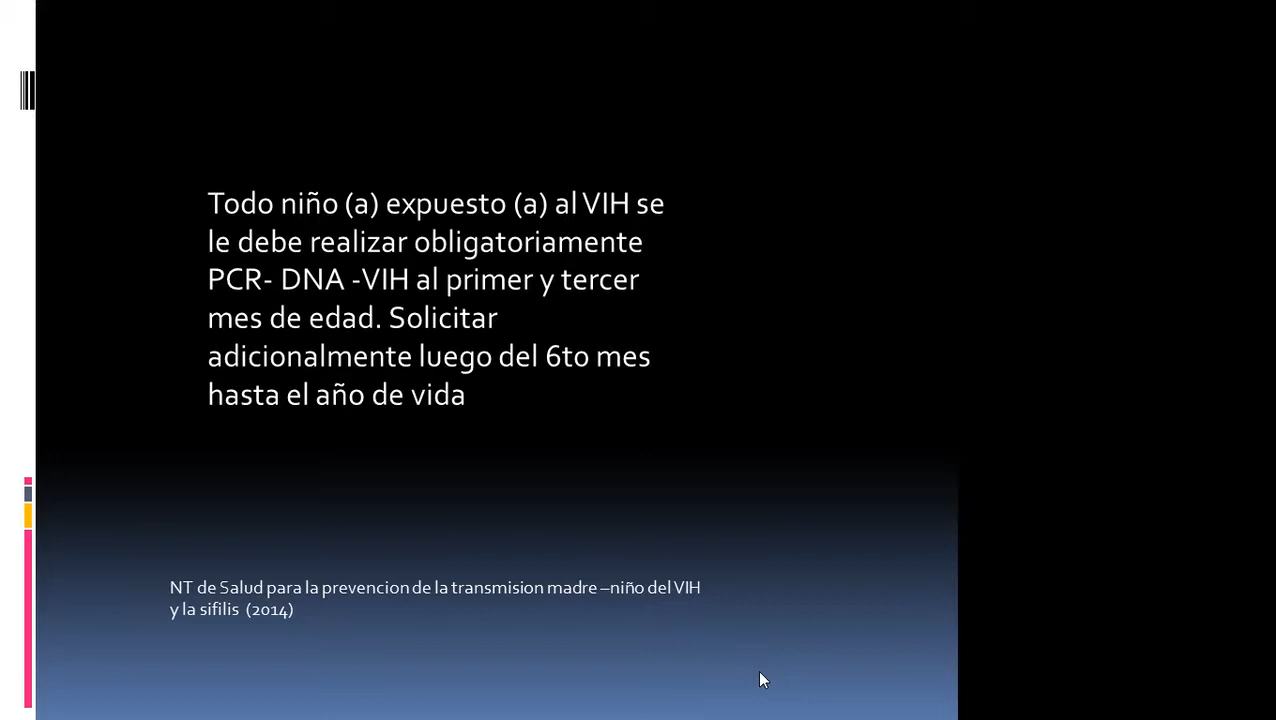 Todo niño (a) expuesto (a) al VIH se
le debe realizar obligatoriamente
PCR- DNA -VIH al primer y tercer
mes de edad. Solicitar
adicionalmente luego del 6to mes
hasta el año de vida
NT de Salud para la prevencion de la transmision madre –niño del VIH
y la sifilis (2014)